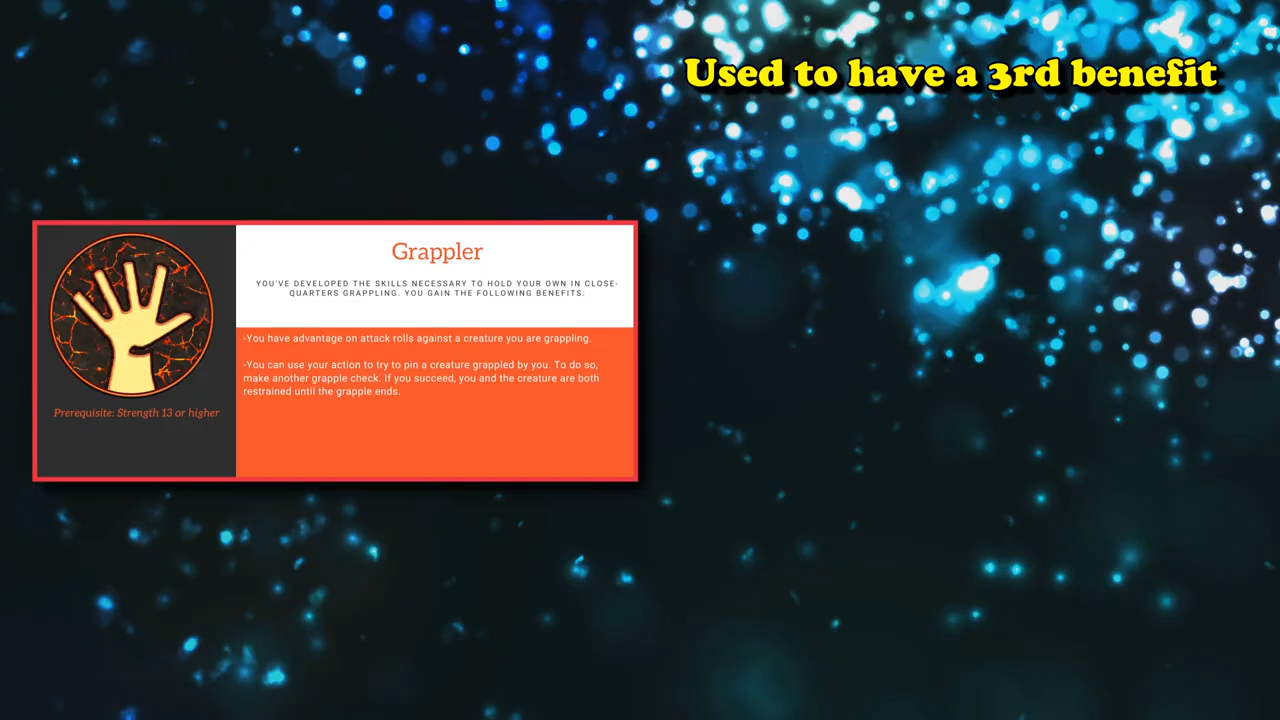 Used to have a 3rd benefit
Grappler
YOU'VE DEVELOPED THE SKILLS NECESSARY TO HOLD YOUR OWN IN CLOSE-
QUARTERS GRAPPLING. YOU GAIN THE FOLLOWING BENEFITS:
-You have advantage on attack rolls against a creature you are grappling.
-You can use your action to try to pin a creature grappled by you. To do so,
make another grapple check. If you succeed, you and the creature are both
restrained until the grapple ends.
Prerequisite: Strength 13 or higher